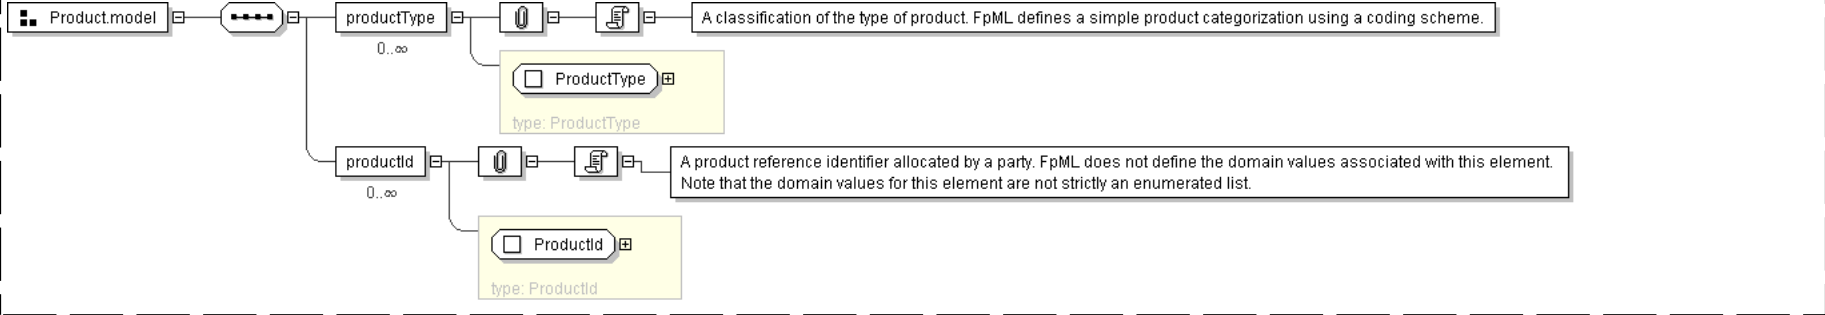 Product.model
productType
A classification of the type of product. FpML defines a simple product categorization using a coding scheme.
0..∞
ProductType
type: ProductType
productId
A product reference identifier allocated by a party. FpML does not define the domain values associated with this element.
Note that the domain values for this element are not strictly an enumerated list.
0..∞
ProductId
type: ProductId